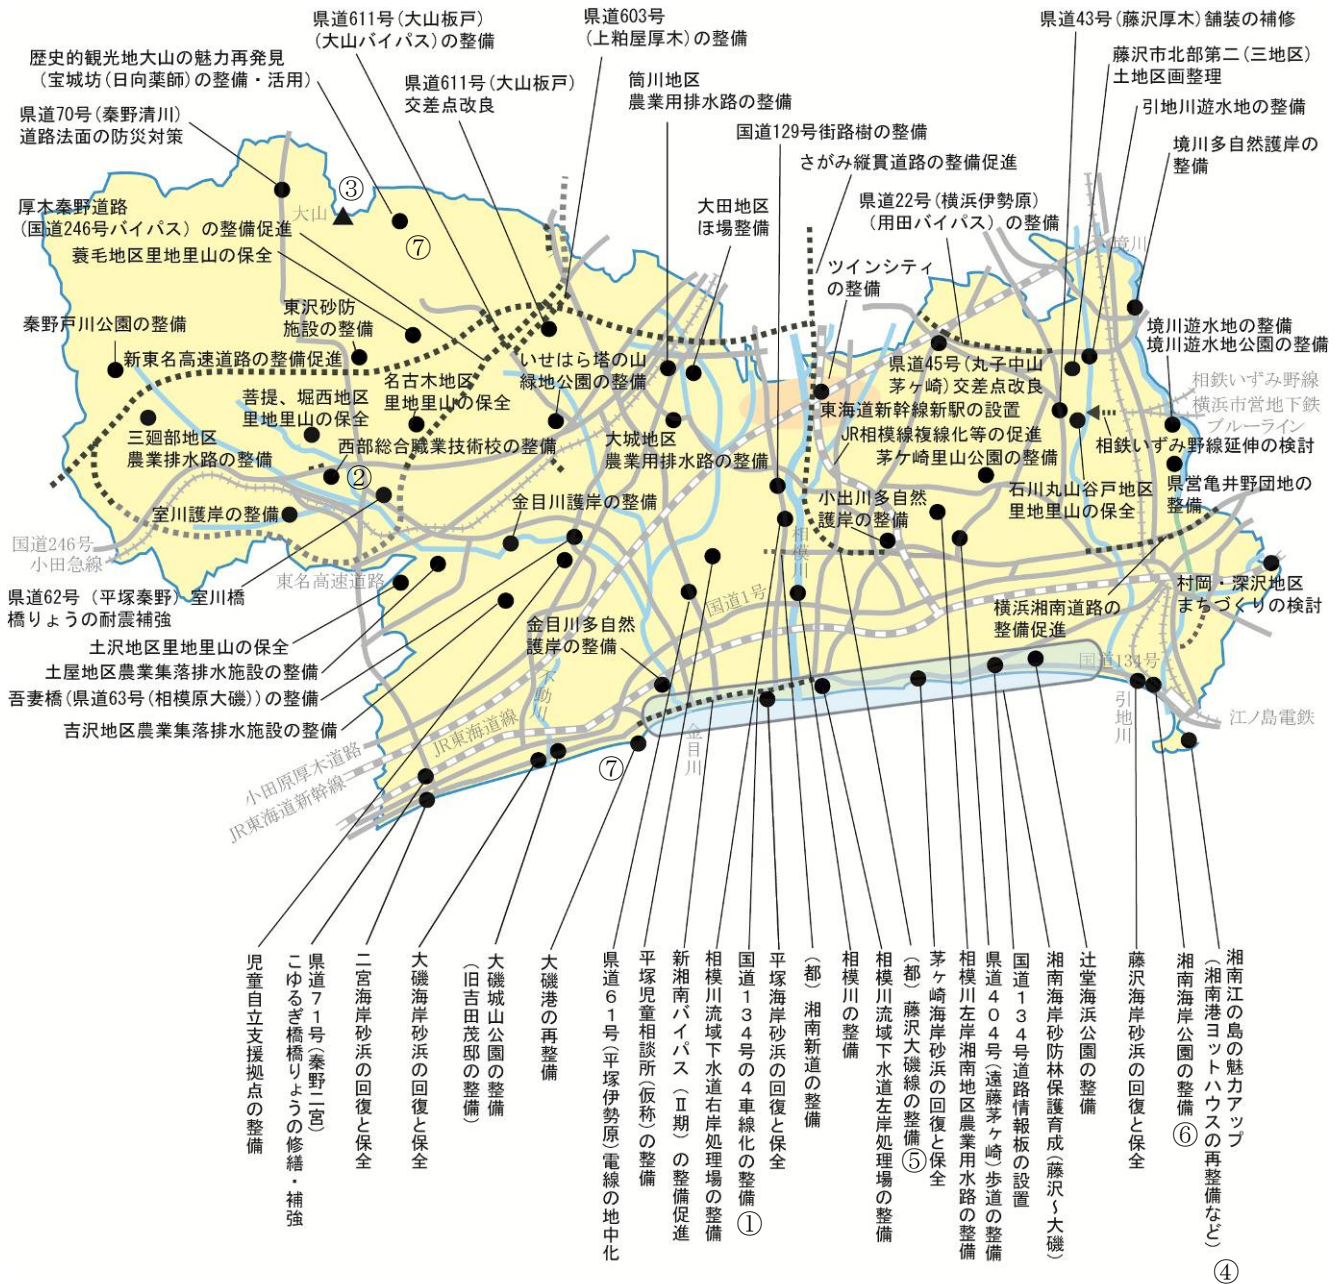 県道611号(大山板戸)
(大山バイパス)の整備
県道603号
(上粕屋厚木)の整備
県道43号(藤沢厚木)舗装の補修
歴史的観光地大山の魅力再発見
(宝城坊(日向薬師)の整備・活用)
県道611号(大山板戸)
交差点改良
筒川地区
農業用排水路の整備
藤沢市北部第二(三地区)
土地区画整理
県道70号(秦野清川)
道路法面の防災対策
国道129号街路樹の整備
引地川遊水地の整備
境川多自然護岸の
整備
さがみ縦貫道路の整備促進
③
大山
厚木秦野道路
(国道246号バイパス)の整備促進
⑦
大田地区
ほ場整備
県道22号(横浜伊勢原)
(用田バイパス)の整備
境川
蓑毛地区里地里山の保全
ツインシティ
の整備
東沢砂防
施設の整備
秦野戸川公園の整備
境川遊水地の整備
境川遊水地公園の整備
新東名高速道路の整備促進
いせはら塔の山
緑地公園の整備
県道45号(丸子中山
茅ヶ崎)交差点改良
名古木地区
里地里山の保全
相鉄いずみ野線
横浜市営地下鉄
ブルーライン
菩提、堀西地区
里地里山の保全
東海道新幹線新駅の設置
JR相模線複線化等の促進
茅ケ崎里山公園の整備
三廻部地区
農業排水路の整備
西部総合職業技術校の整備
②
大城地区
農業用排水路の整備
相鉄いずみ野線延伸の検討
石川丸山谷戸地区
里地里山の保全
県営亀井野団地の
整備
室川護岸の整備
金目川護岸の整備
小出川多自然
護岸の整備
相模川
国道246号
小田急線
東名高速道路
県道62号(平塚秦野)室川橋
橋りょうの耐震補強
国道1号
横浜湘南道路の
整備促進
村岡・深沢地区
まちづくりの検討
土沢地区里地里山の保全
金目川多自然
護岸の整備
土屋地区農業集落排水施設の整備
国道134号
吾妻橋(県道63号(相模原大磯))の整備
不動川
引地川
吉沢地区農業集落排水施設の整備
江ノ島電鉄
金目川
JR東海道線
小田原厚木道路
JR東海道新幹線
⑦
児童自立支援拠点の整備
県道71号(秦野二宮)
こゆるぎ橋橋りょうの修繕・補強
二宮海岸砂浜の回復と保全
大磯海岸砂浜の回復と保全
大磯城山公園の整備
(旧吉田茂邸の整備)
大磯港の再整備
県道61号(平塚伊勢原)電線の地中化
平塚児童相談所(仮称)の整備
新湘南バイパス(Ⅱ期)の整備促進
相模川流域下水道右岸処理場の整備
国道134号の4車線化の整備①
平塚海岸砂浜の回復と保全
(都)湘南新道の整備
相模川の整備
相模川流域下水道左岸処理場の整備
(都)藤沢大磯線の整備⑤
茅ヶ崎海岸砂浜の回復と保全
相模川左岸湘南地区農業用水路の整備
県道404号(遠藤茅ヶ崎)歩道の整備
国道134号道路情報板の設置
湘南海岸砂防林保護育成(藤沢~大磯)
辻堂海浜公園の整備
藤沢海岸砂浜の回復と保全
湘南海岸公園の整備⑥
湘南江の島の魅力アップ
(湘南港ヨットハウスの再整備など)④